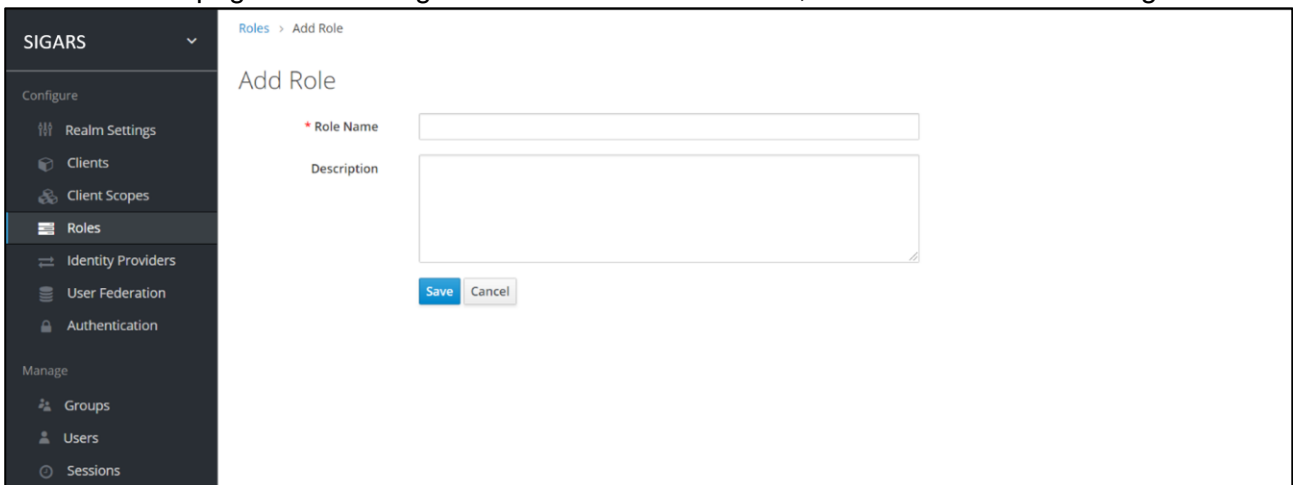 SIGARS
Configure
Realm Settings
Clients
Client Scopes
Roles
Identity Providers
User Federation
Authentication
Manage
Groups
Users
Sessions
Roles > Add Role
Add Role
* Role Name
Description
Save Cancel